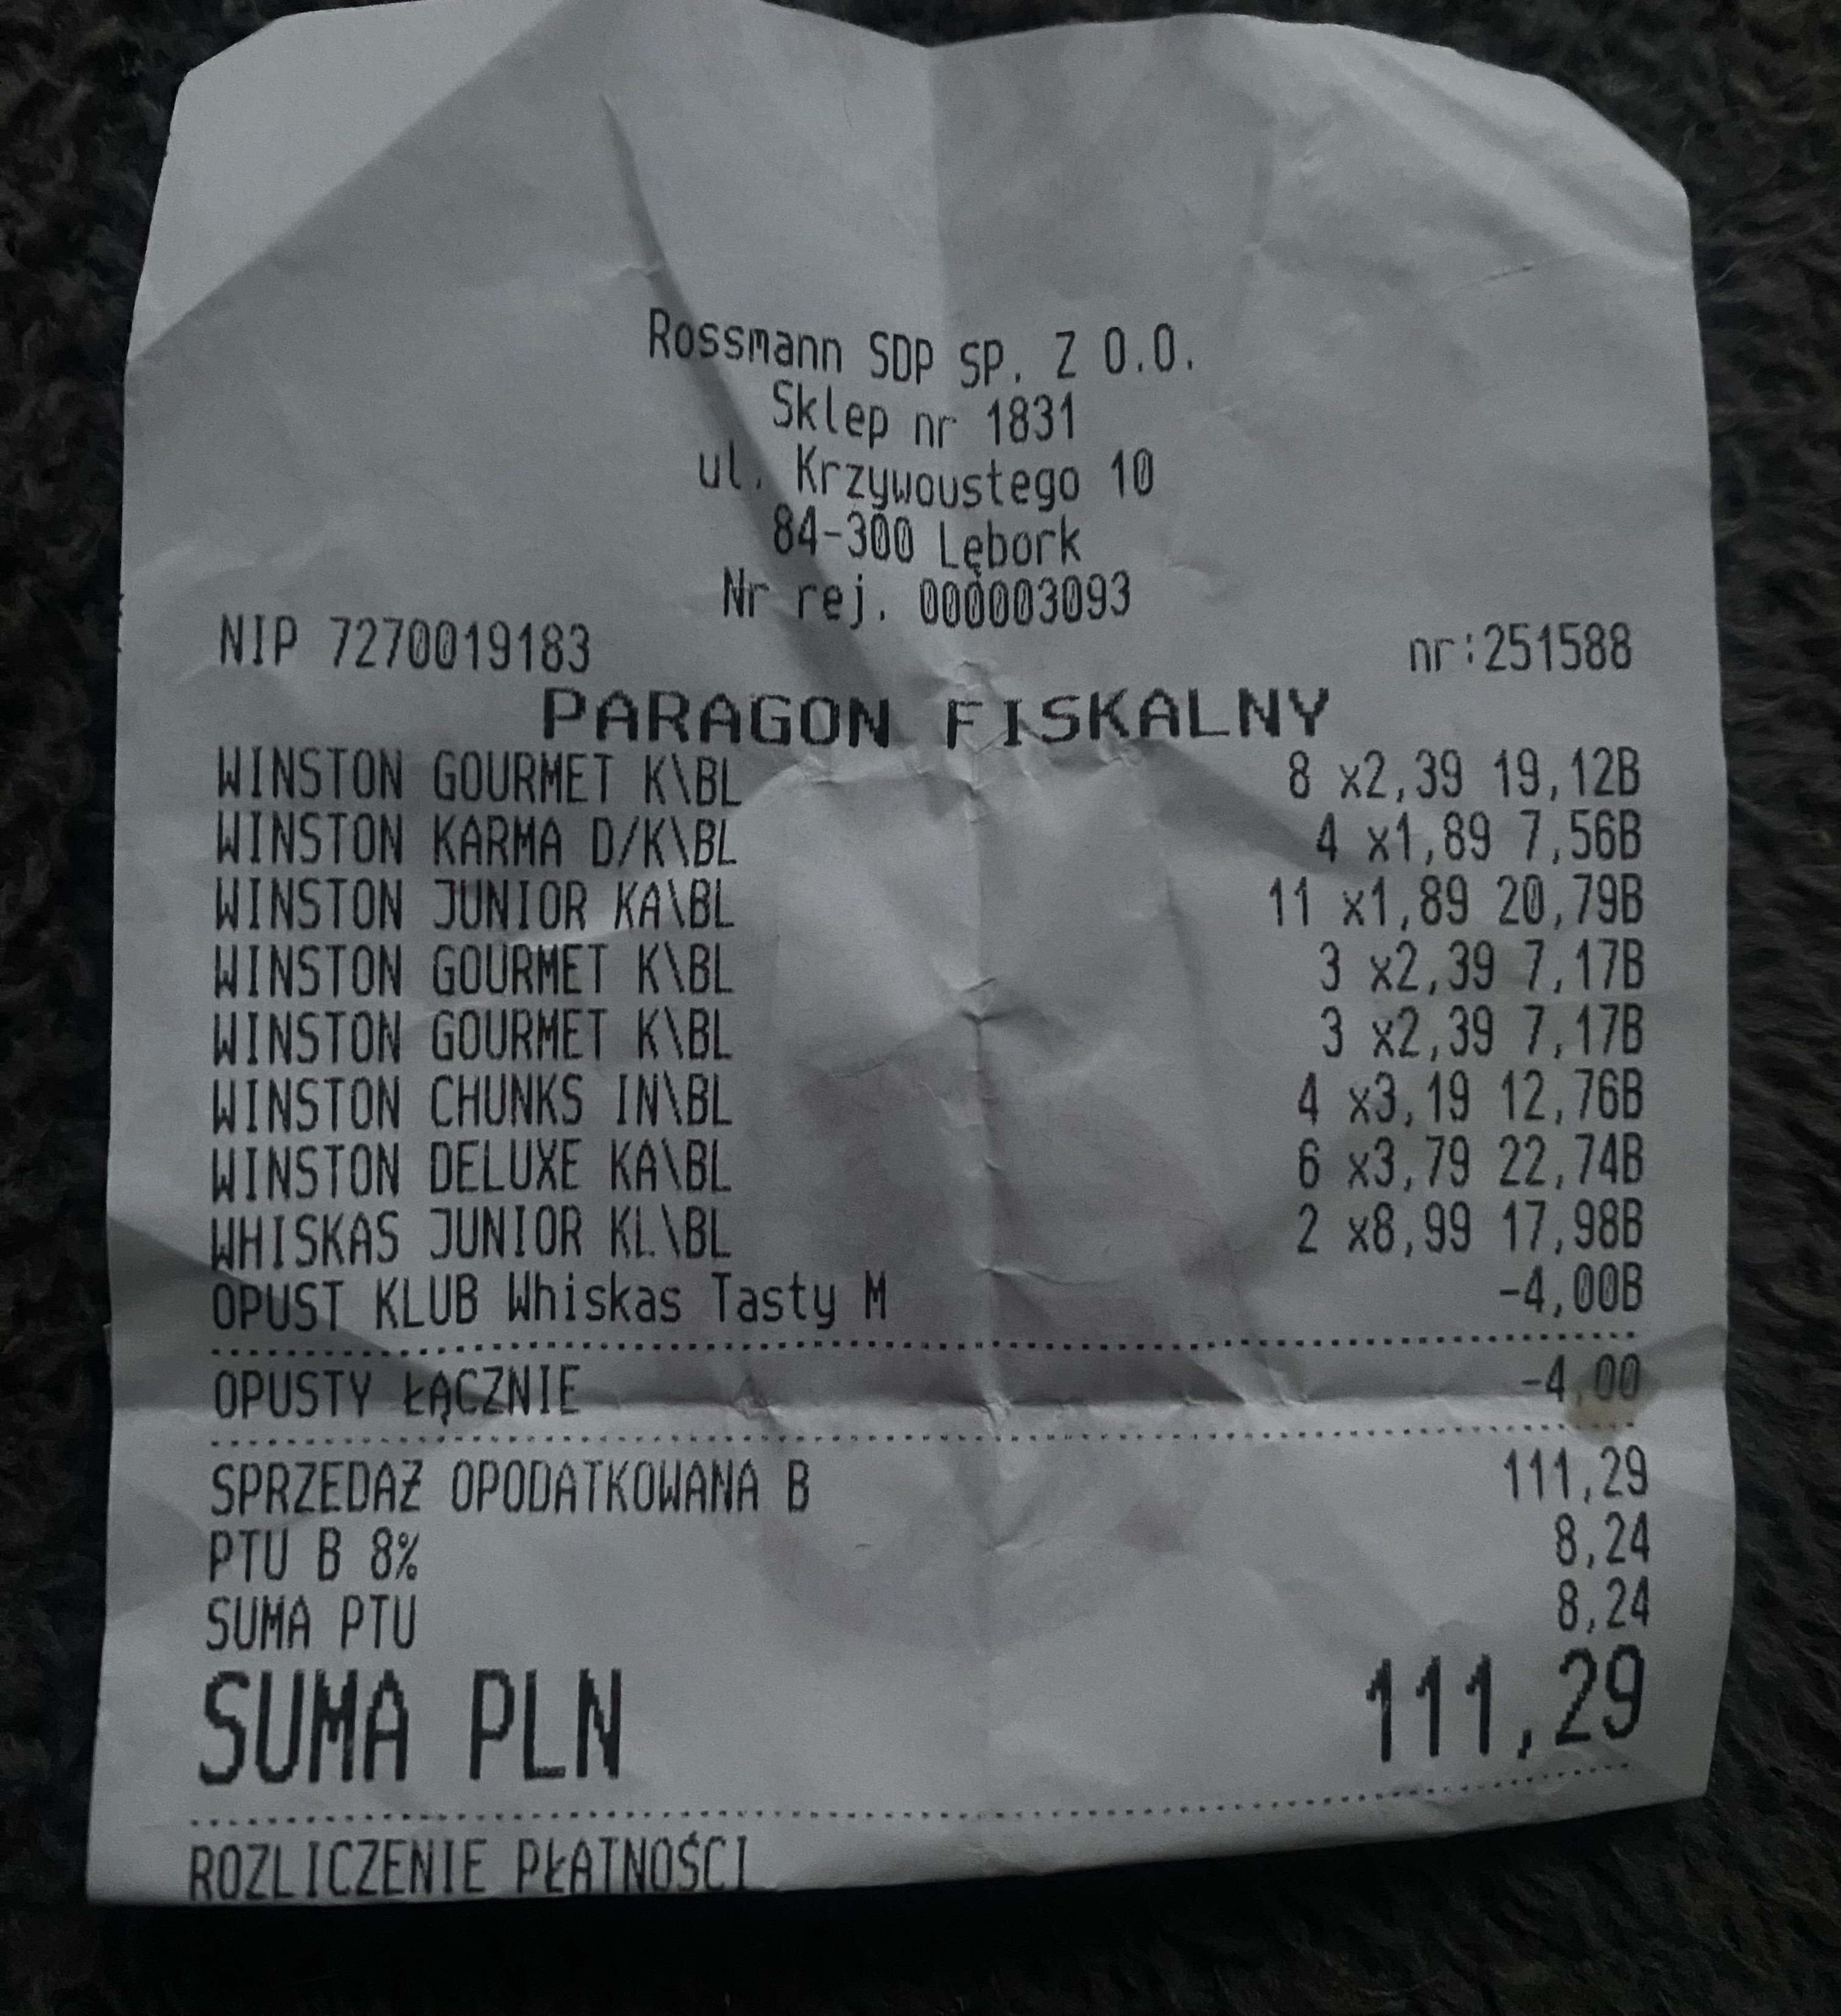 Rossmann SDP SP. Z O.O.
Sklep nr 1831
ul. Krzywoustego 10
84-300 Lębork
Nr rej. 000003093
NIP 7270019183 nr:251588
PARAGON FISKALNY
WINSTON GOURMET K\BL 8 x2,39 19,12B
WINSTON KARMA D/K\BL 4 x1,89 7,56B
WINSTON JUNIOR KA\BL 11 x1,89 20,79B
WINSTON GOURMET K\BL 3 x2,39 7,17B
WINSTON GOURMET K\BL 3 x2,39 7,17B
WINSTON CHUNKS IN\BL 4 x3,19 12,76B
WINSTON DELUXE KA\BL 6 x3,79 22,74B
WHISKAS JUNIOR KL\BL 2 x8,99 17,98B
OPUST KLUB Whiskas Tasty M -4,00B
OPUSTY ŁĄCZNIE -4,00
SPRZEDAŻ OPODATKOWANA B 111,29
PTU B 8% 8,24
SUMA PTU 8,24
SUMA PLN 111,29
ROZLICZENIE PŁATNOŚCI